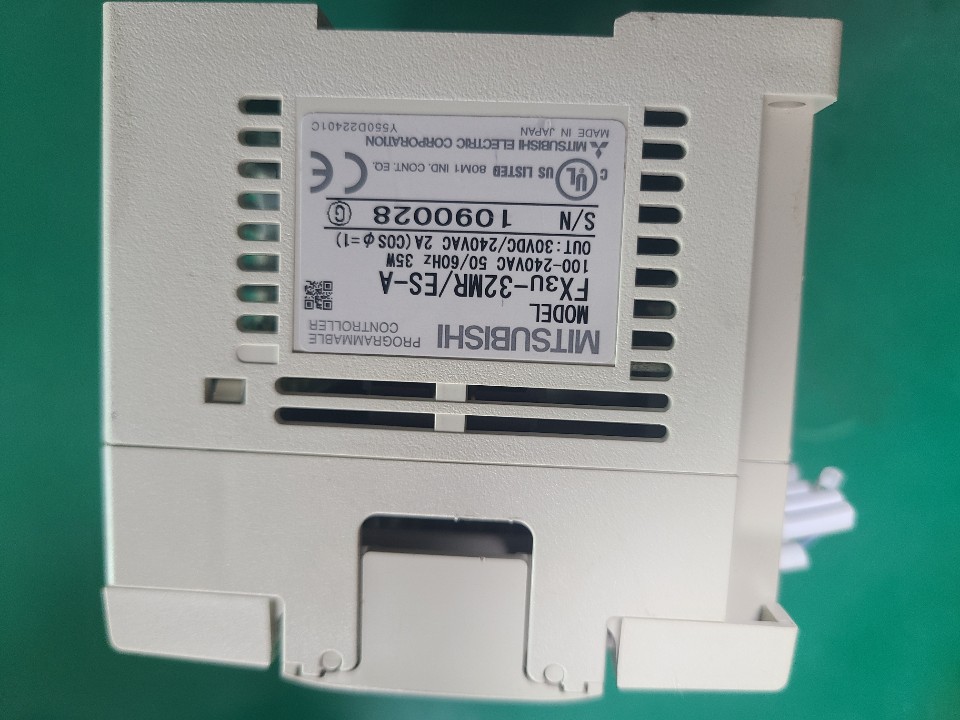 MITSUBISHI
PROGRAMMABLE
CONTROLLER
MODEL
FX3U-32MR/ES-A
100-240VAC 50/60Hz 35W
OUT:30VDC/240VAC 2A(COSφ=1)
S/N 1090028 G
C UL US LISTED 80M1 IND. CONT. EQ. CE
MITSUBISHI ELECTRIC CORPORATION
MADE IN JAPAN Y550D22401C